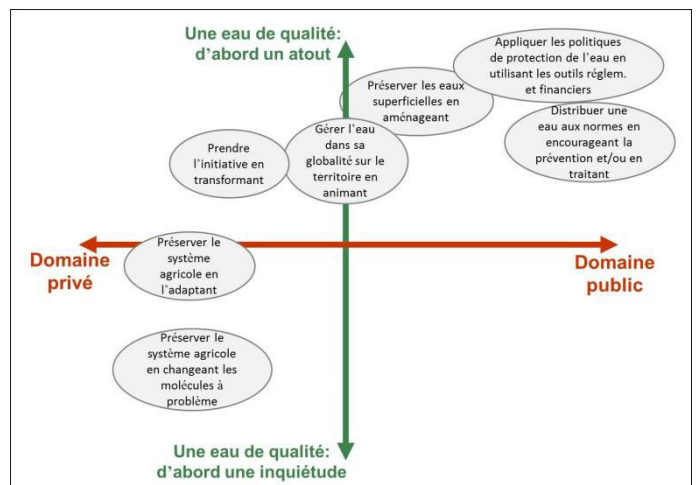 Une eau de qualité:
d'abord un atout
Appliquer les politiques
de protection de l'eau en
utilisant les outils réglem.
et financiers
Préserver les eaux
superficielles en
aménageant
Distribuer une
eau aux normes en
encourageant la
prévention et/ou en
traitant
Gérer l'eau
dans sa
globalité sur le
territoire en
animant
Prendre
l'initiative en
transformant
Domaine
privé
Préserver le
système
agricole en
l'adaptant
Domaine
public
Préserver le
système agricole
en changeant les
molécules à
problème
Une eau de qualité:
d'abord une inquiétude